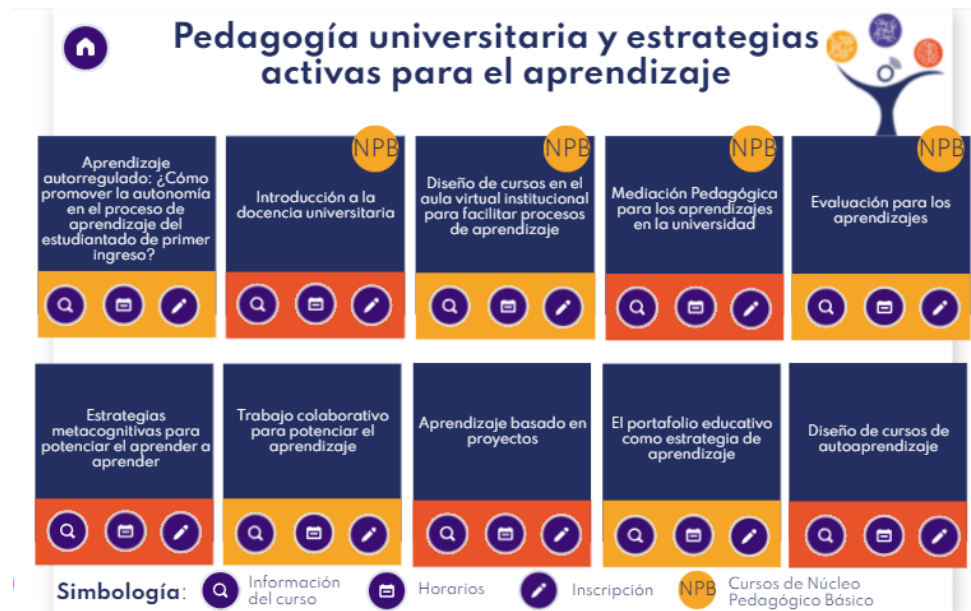 Pedagogía universitaria y estrategias
activas para el aprendizaje
Aprendizaje
autorregulado: ¿Cómo
promover la autonomía
en el proceso de
aprendizaje del
estudiantado de primer
ingreso?
NPB
Introducción a la
docencia universitaria
NPB
Diseño de cursos en el
aula virtual institucional
para facilitar procesos
de aprendizaje
NPB
Mediación Pedagógica
para los aprendizajes
en la universidad
NPB
Evaluación para los
aprendizajes
Estrategias
metacognitivas para
potenciar el aprender a
aprender
Trabajo colaborativo
para potenciar el
aprendizaje
Aprendizaje basado en
proyectos
El portafolio educativo
como estrategia de
aprendizaje
Diseño de cursos de
autoaprendizaje
Simbología:
Información
del curso
Horarios
Inscripción
NPB
Cursos de Núcleo
Pedagógico Básico